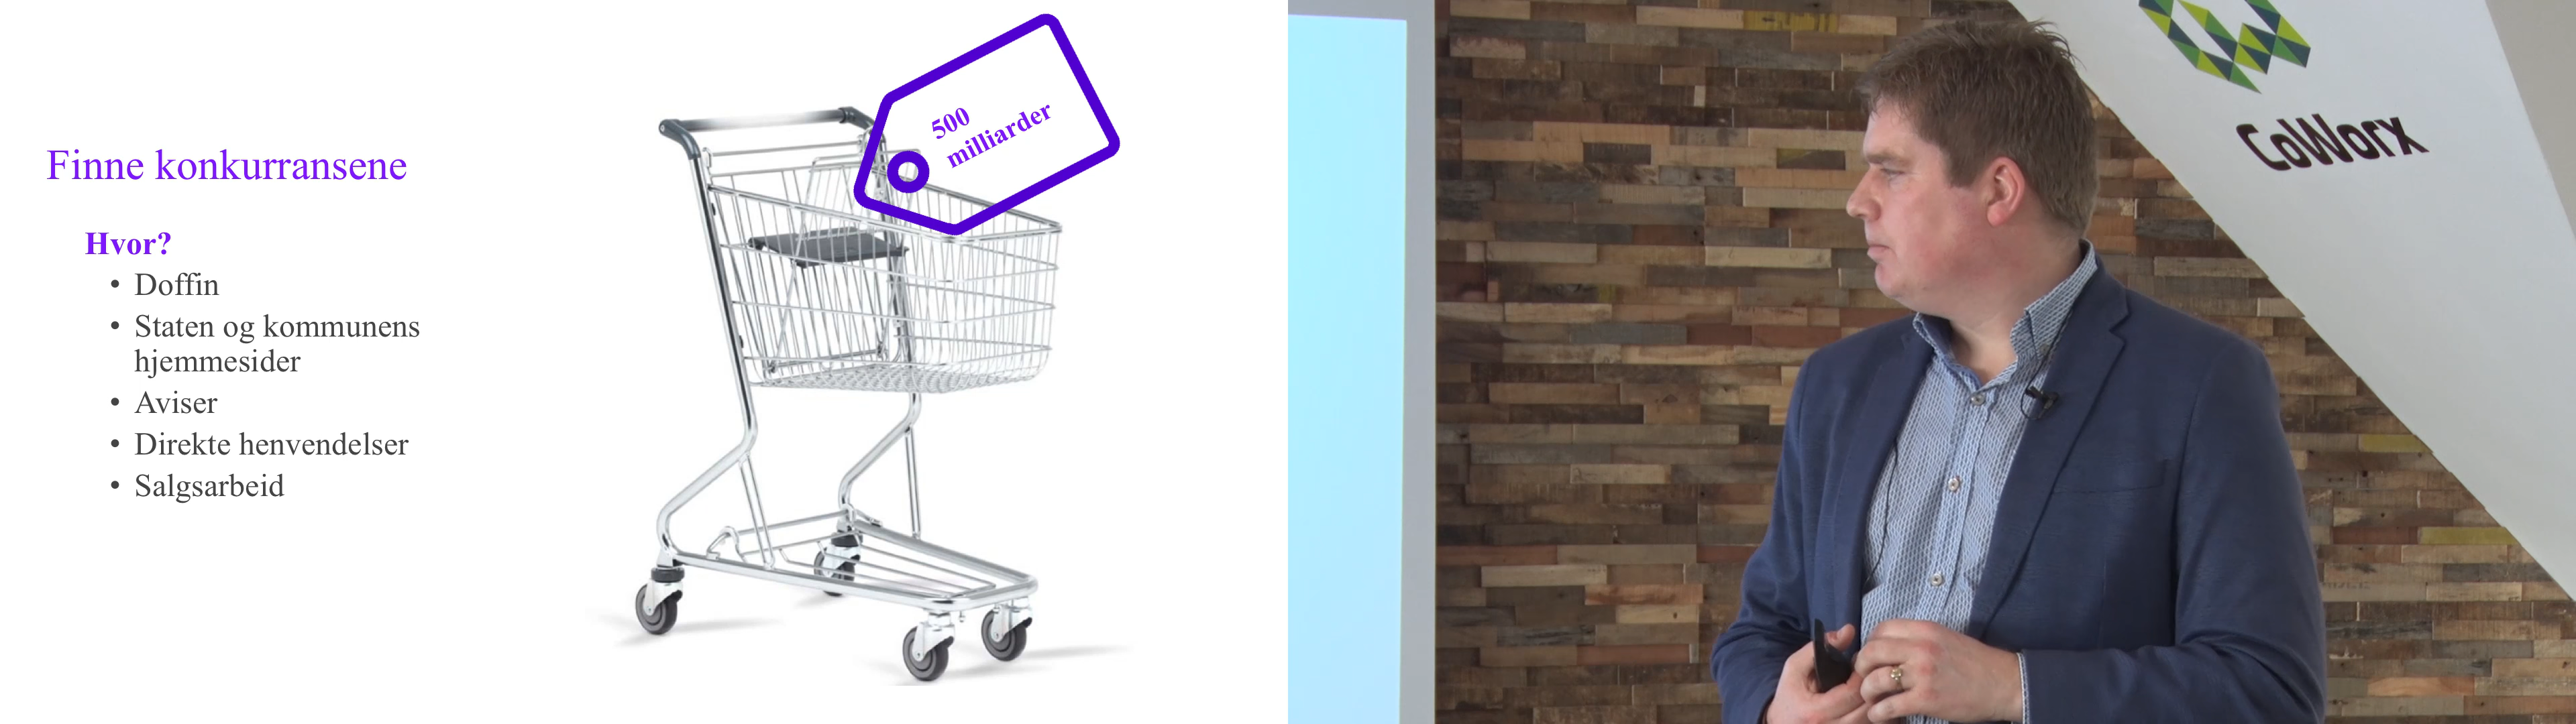 Finne konkurransene
Hvor?
• Doffin
• Staten og kommunens
hjemmesider
• Aviser
• Direkte henvendelser
• Salgsarbeid
500
milliarder
CoWorx